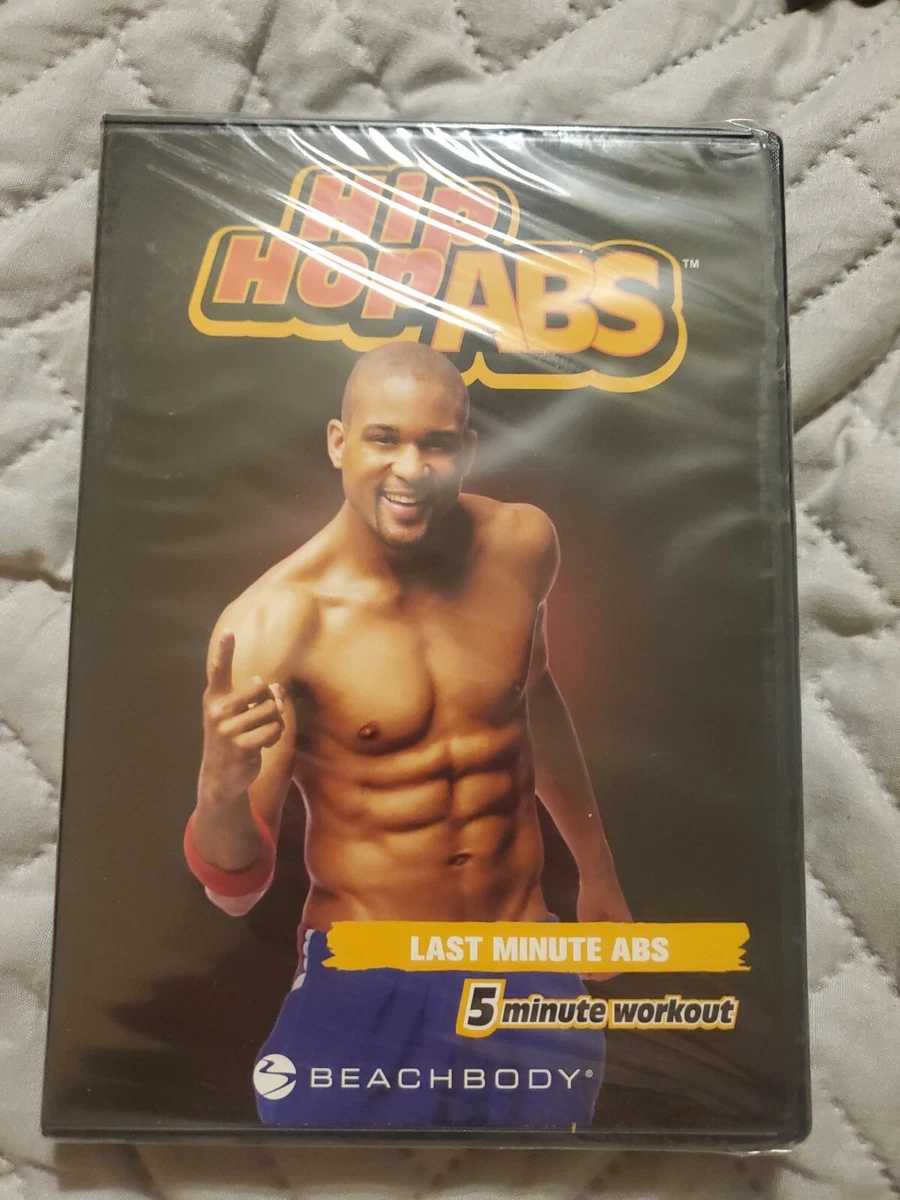 Hip
Hop ABS™
LAST MINUTE ABS
5 minute workout
BEACHBODY®